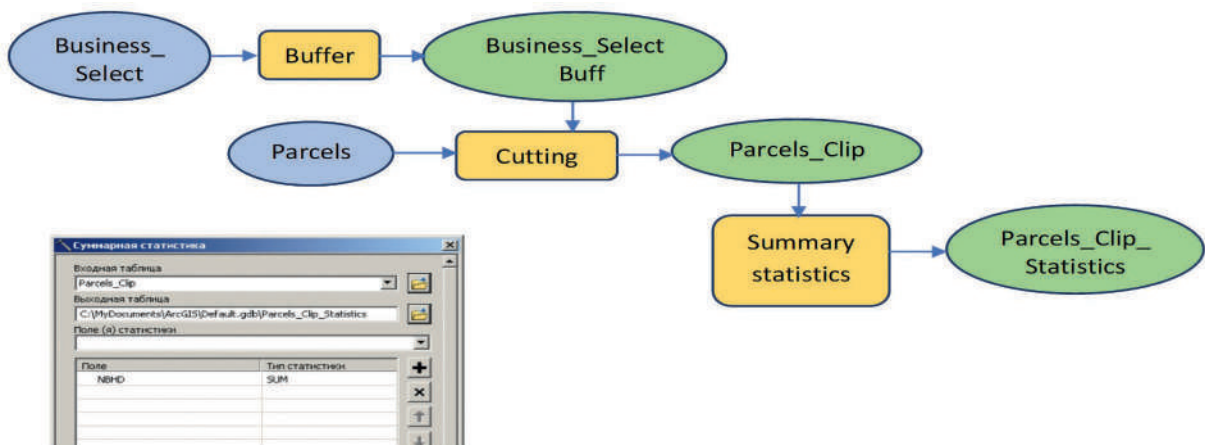 Business_
Select
Buffer
Business_Select
Buff
Parcels
Cutting
Parcels_Clip
Summary
statistics
Parcels_Clip_
Statistics
Суммарная статистика
Входная таблица
Parcels_Clip
Выходная таблица
C:\MyDocuments\ArcGIS\Default.gdb\Parcels_Clip_Statistics
Поле (я) статистики
Поле Тип статистики
NBHD SUM